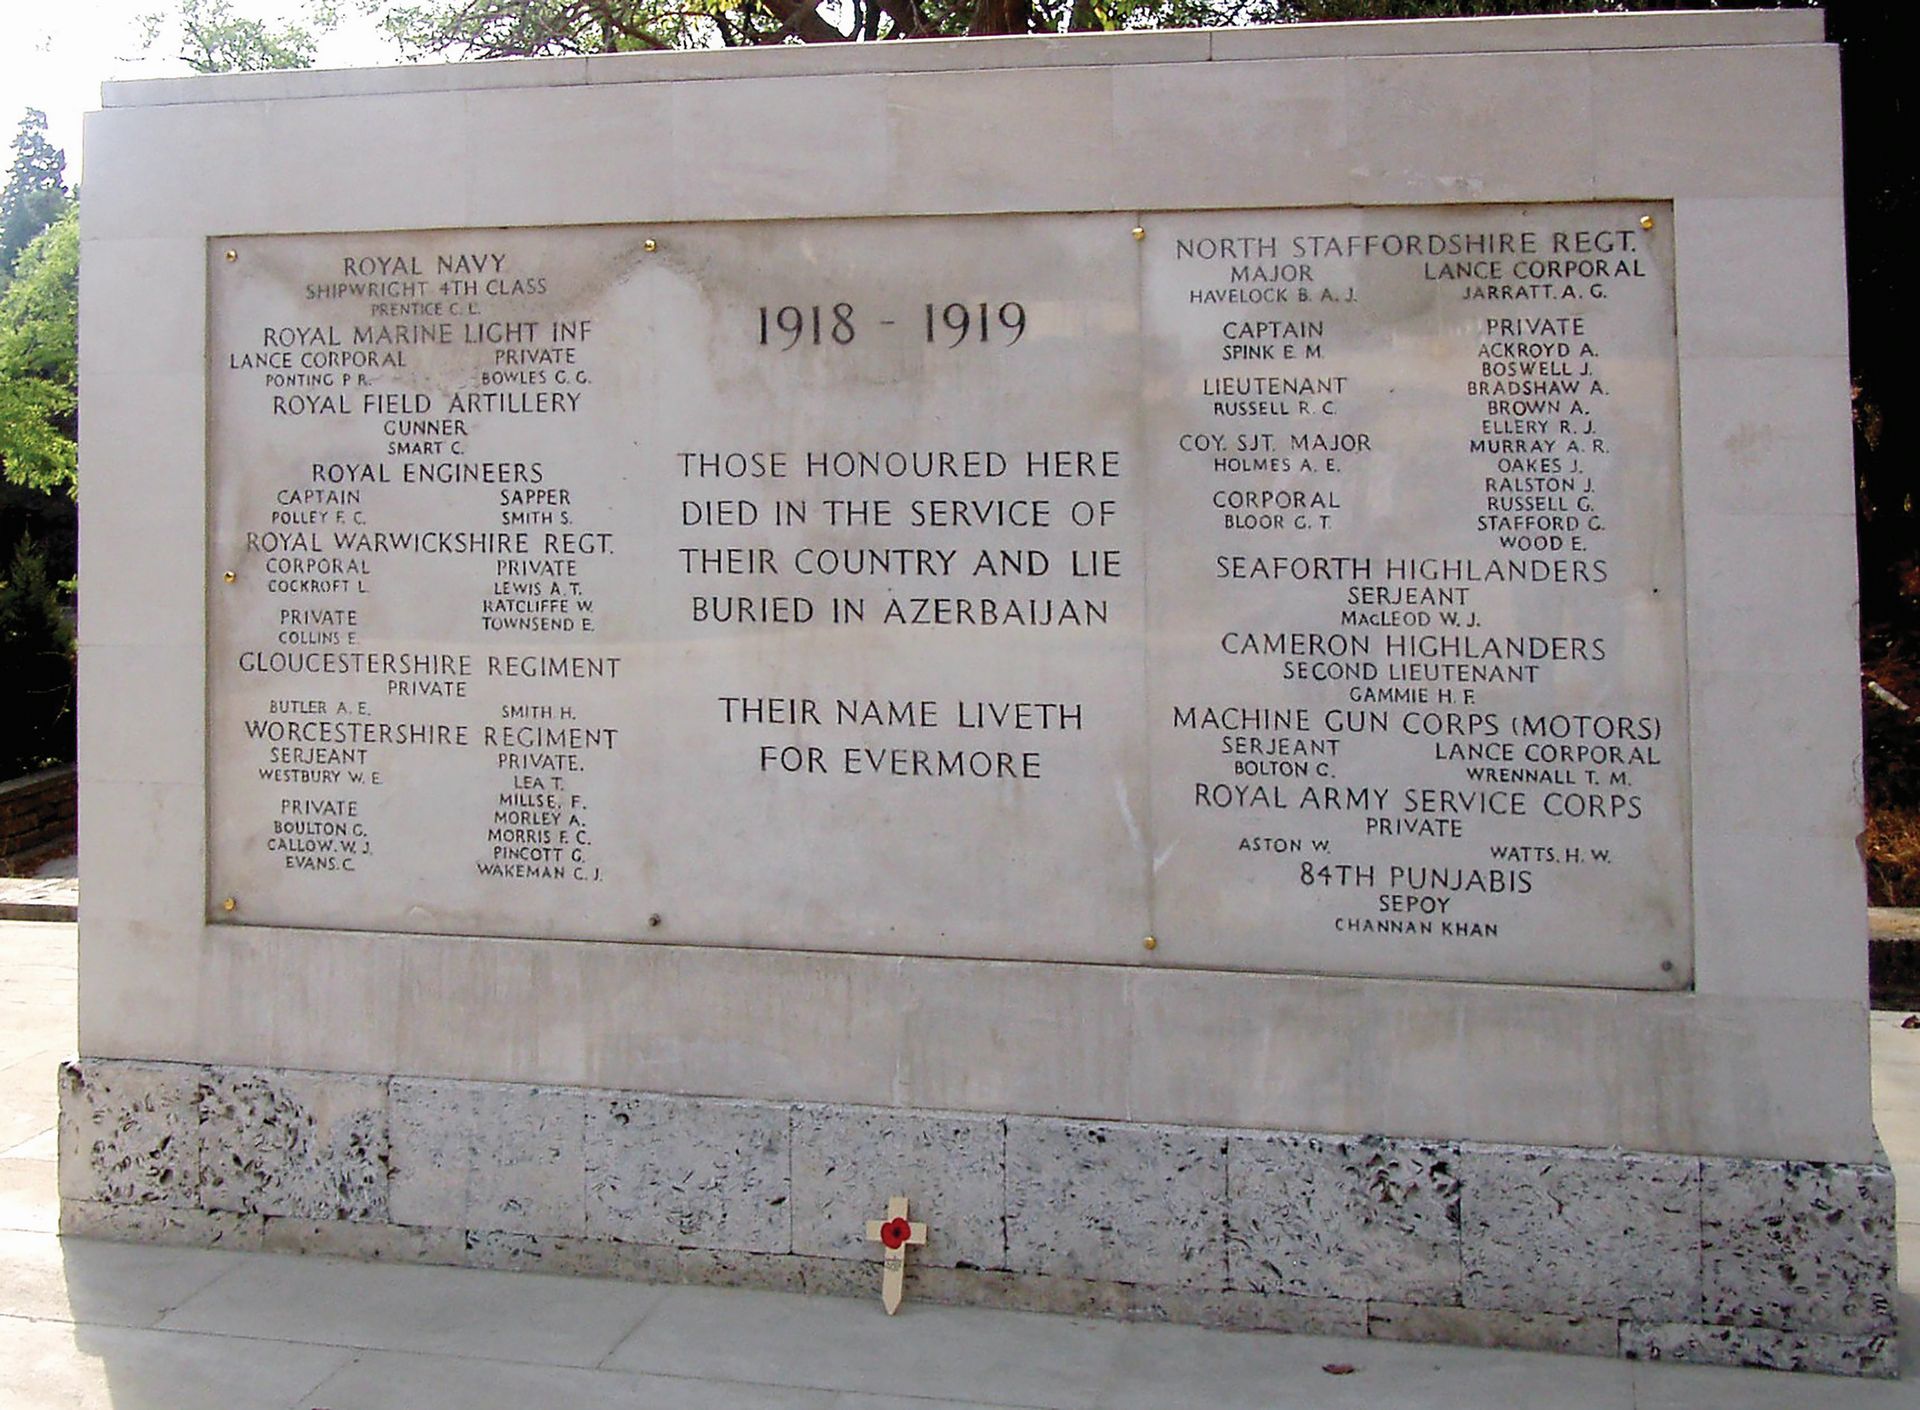 ROYAL NAVY
SHIPWRIGHT 4TH CLASS
PRENTICE C. L.
ROYAL MARINE LIGHT INF
LANCE CORPORAL PRIVATE
PONTING P R. BOWLES G. G.
ROYAL FIELD ARTILLERY
GUNNER
SMART C.
ROYAL ENGINEERS
CAPTAIN SAPPER
POLLEY F. C. SMITH S.
ROYAL WARWICKSHIRE REGT.
CORPORAL
COCKROFT L.
PRIVATE
COLLINS E.
PRIVATE
LEWIS A. T.
RATCLIFFE W.
TOWNSEND E.
GLOUCESTERSHIRE REGIMENT
PRIVATE
BUTLER A. E. SMITH H.
WORCESTERSHIRE REGIMENT
SERJEANT
WESTBURY W. E.
PRIVATE
BOULTON G.
CALLOW. W. J.
EVANS. C.
PRIVATE.
LEA T.
MILLSE, F.
MORLEY A.
MORRIS F. C.
PINCOTT G.
WAKEMAN C. J.
1918 - 1919
THOSE HONOURED HERE
DIED IN THE SERVICE OF
THEIR COUNTRY AND LIE
BURIED IN AZERBAIJAN
THEIR NAME LIVETH
FOR EVERMORE
NORTH STAFFORDSHIRE REGT.
MAJOR
HAVELOCK B. A. J.
CAPTAIN
SPINK E. M.
LIEUTENANT
RUSSELL R. C.
COY. SJT. MAJOR
HOLMES A. E.
CORPORAL
BLOOR G. T.
LANCE CORPORAL
JARRATT. A. G.
PRIVATE
ACKROYD A.
BOSWELL J.
BRADSHAW A.
BROWN A.
ELLERY R. J.
MURRAY A. R.
OAKES J.
RALSTON J.
RUSSELL G.
STAFFORD G.
WOOD E.
SEAFORTH HIGHLANDERS
SERJEANT
MACLEOD W. J.
CAMERON HIGHLANDERS
SECOND LIEUTENANT
GAMMIE H. F.
MACHINE GUN CORPS (MOTORS)
SERJEANT LANCE CORPORAL
BOLTON C. WRENNALL T. M.
ROYAL ARMY SERVICE CORPS
PRIVATE
ASTON W. WATTS. H. W.
84TH PUNJABIS
SEPOY
CHANNAN KHAN